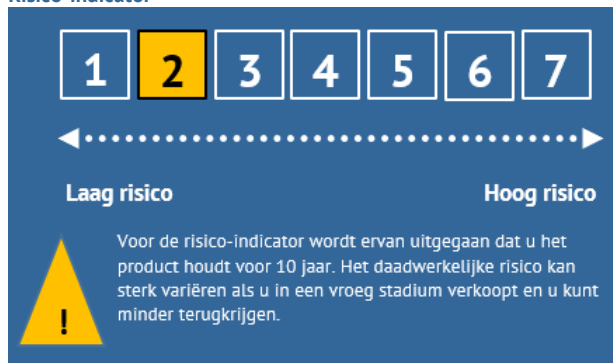 Risico-indicator
1 2 3 4 5 6 7
Laag risico Hoog risico
Voor de risico-indicator wordt ervan uitgegaan dat u het
product houdt voor 10 jaar. Het daadwerkelijke risico kan
sterk variëren als u in een vroeg stadium verkoopt en u kunt
minder terugkrijgen.
!